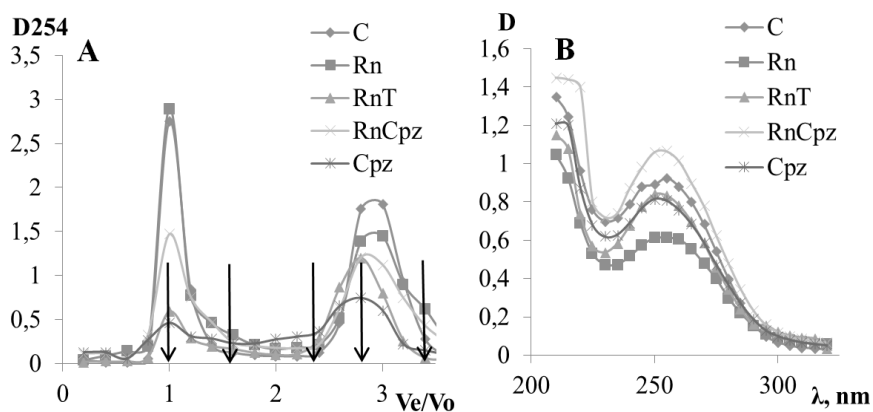 D254
A
3,5
3
2,5
2
1,5
1
0,5
0
0
1
2
3
Ve/Vo
C
Rn
RnT
RnCpz
Cpz
D
B
1,6
1,4
1,2
1
0,8
0,6
0,4
0,2
0
200
250
300
λ, nm
C
Rn
RnT
RnCpz
Cpz